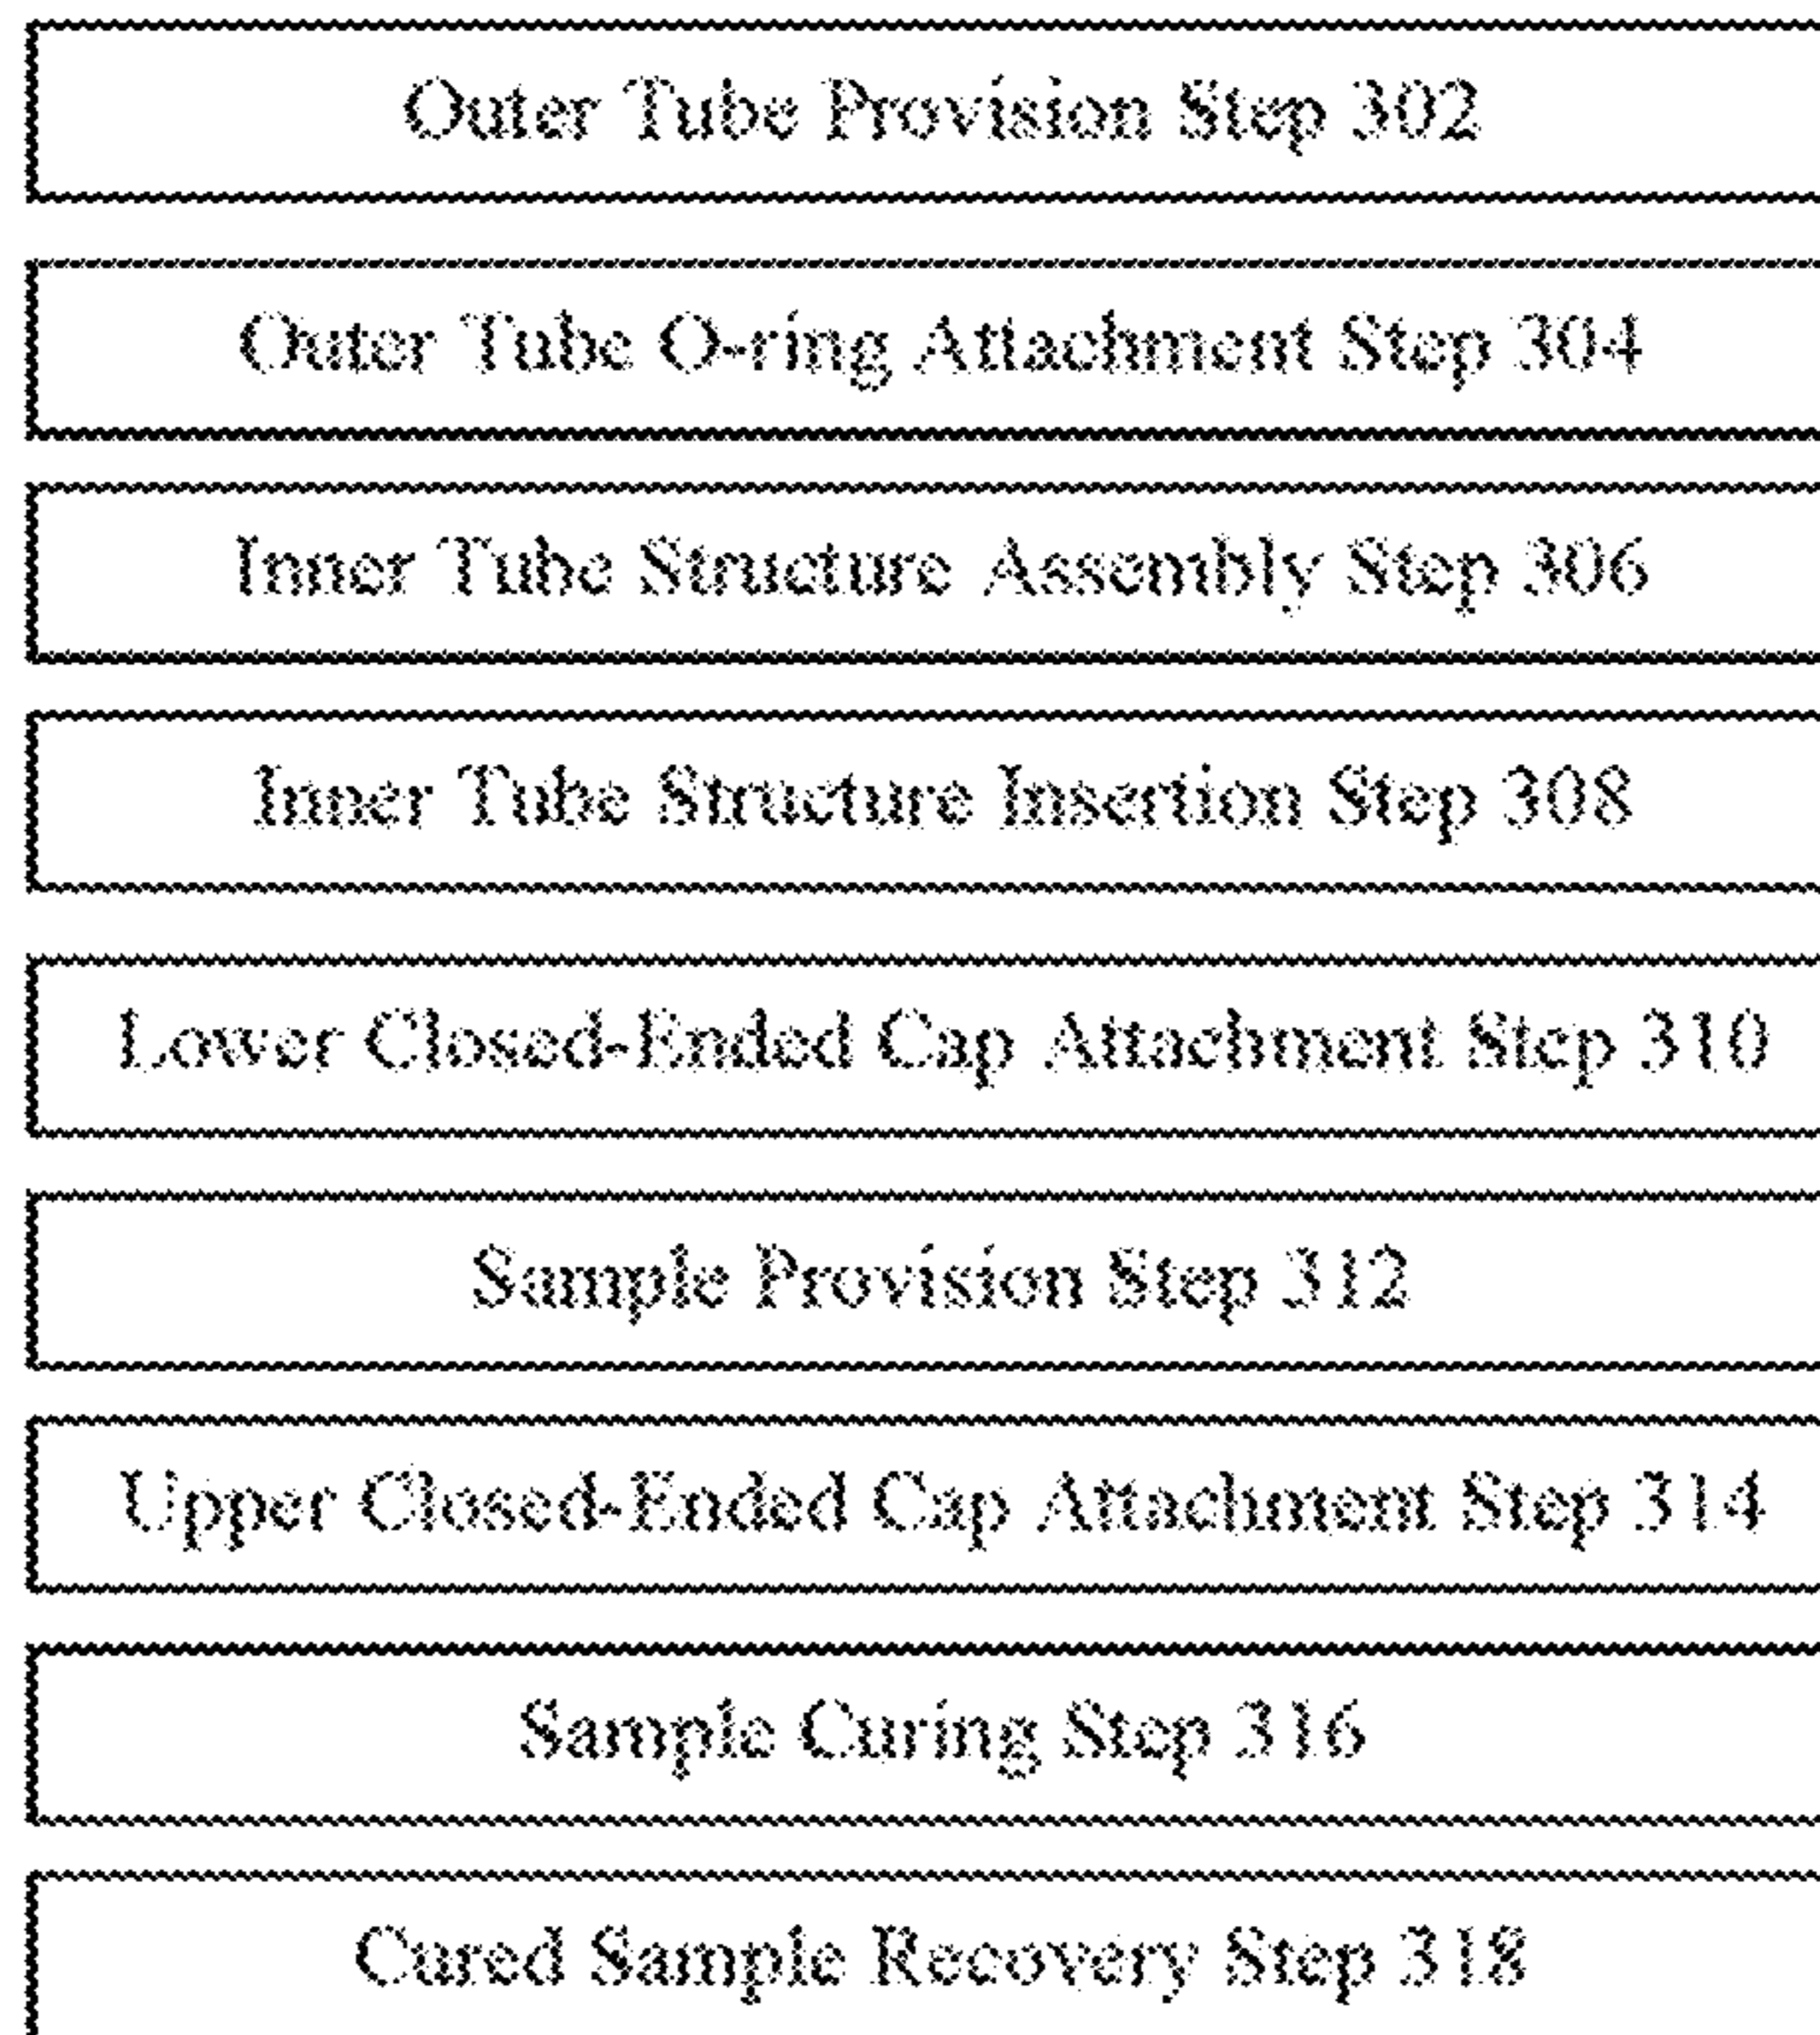 Outer Tube Provision Step 302
Outer Tube O-ring Attachment Step 304
Inner Tube Structure Assembly Step 306
Inner Tube Structure Insertion Step 308
Lower Closed-Ended Cap Attachment Step 310
Sample Provision Step 312
Upper Closed-Ended Cap Attachment Step 314
Sample Curing Step 316
Cured Sample Recovery Step 318